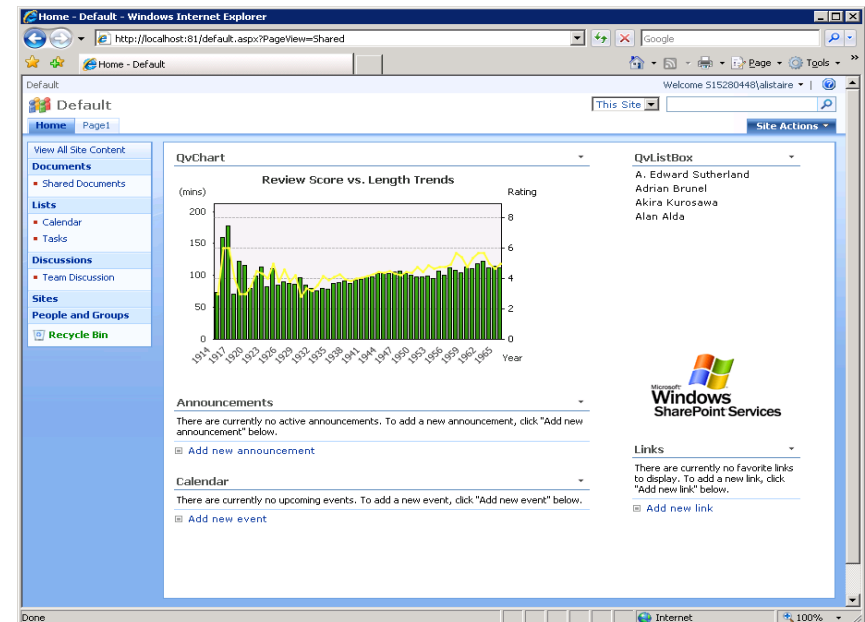 Home - Default - Windows Internet Explorer
http://localhost:81/default.aspx?PageView=Shared
Google
Home - Default
Page
Tools
Default
Welcome S15280448\alistaire
Default
This Site
Home
Page1
Site Actions
View All Site Content
Documents
Shared Documents
Lists
Calendar
Tasks
Discussions
Team Discussion
Sites
People and Groups
Recycle Bin
QvChart
Review Score vs. Length Trends
(mins)
Rating
200
150
100
50
0
8
6
4
2
0
1914
1917
1920
1923
1926
1929
1932
1935
1938
1941
1944
1947
1950
1953
1956
1959
1962
1965
Year
Announcements
There are currently no active announcements. To add a new announcement, click "Add new
announcement" below.
Add new announcement
Calendar
There are currently no upcoming events. To add a new event, click "Add new event" below.
Add new event
QvListBox
A. Edward Sutherland
Adrian Brunel
Akira Kurosawa
Alan Alda
Microsoft
Windows
SharePoint Services
Links
There are currently no favorite links
to display. To add a new link, click
"Add new link" below.
Add new link
Done
Internet
100%